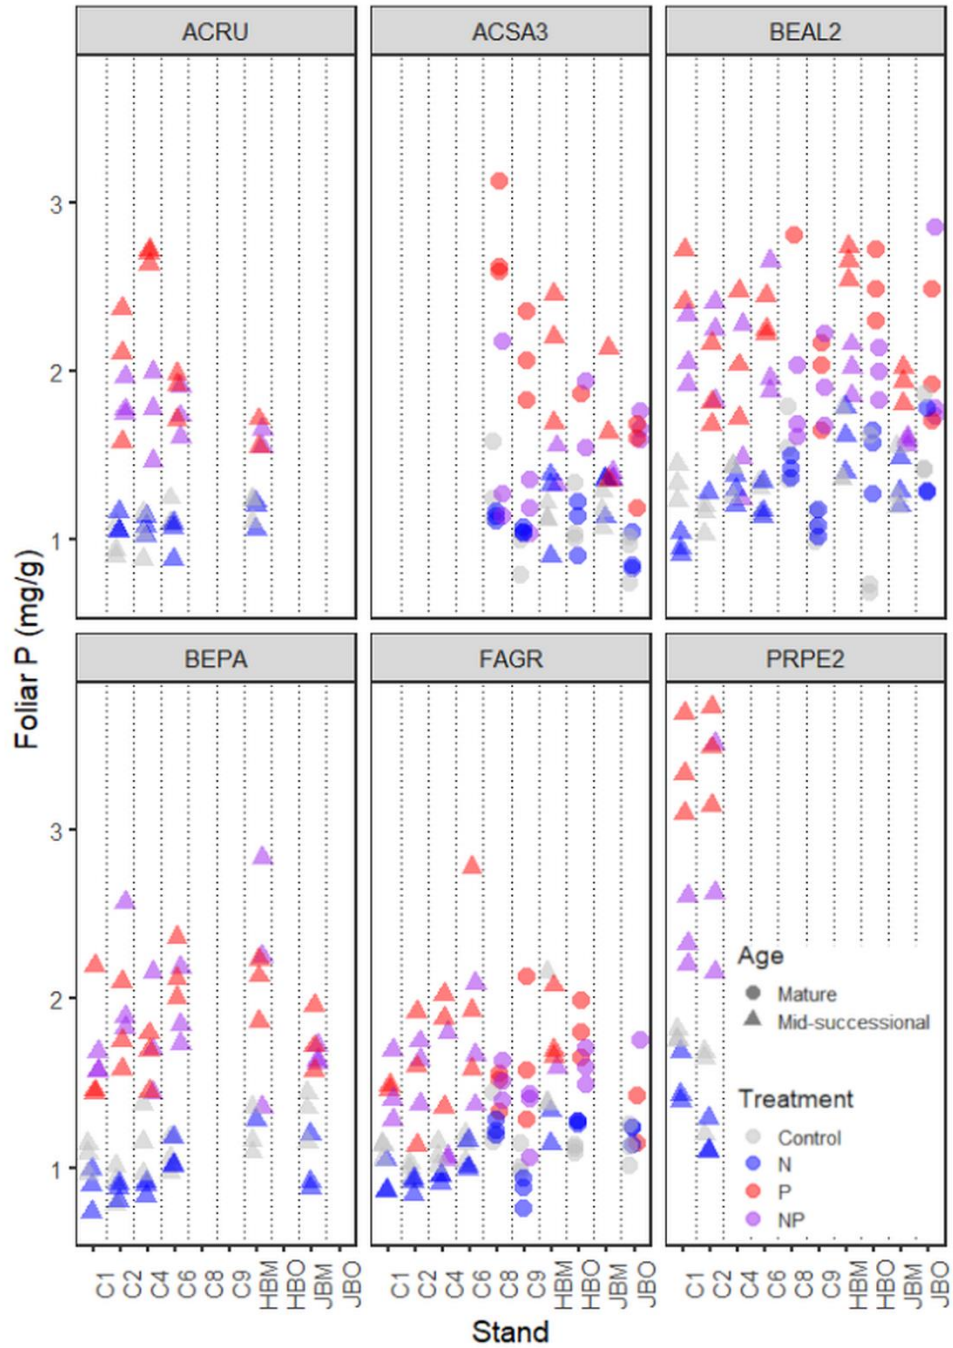 ACRU ACSA3 BEAL2
3
2
1
BEPA FAGR PRPE2
3
2
1
Foliar P (mg/g)
Age
Mature
Mid-successional
Treatment
Control
N
P
NP
C1 C2 C4 C6 C8 C9 HBM HBO JBM JBO C1 C2 C4 C6 C8 C9 HBM HBO JBM JBO C1 C2 C4 C6 C8 C9 HBM HBO JBM JBO
Stand